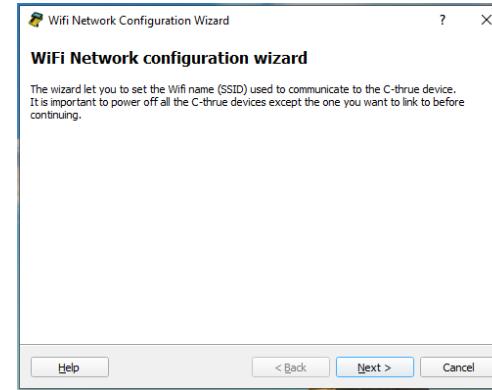 Wifi Network Configuration Wizard
WiFi Network configuration wizard
The wizard let you to set the Wifi name (SSID) used to communicate to the C-thrue device.
It is important to power off all the C-thrue devices except the one you want to link to before
continuing.
Help
< Back
Next >
Cancel